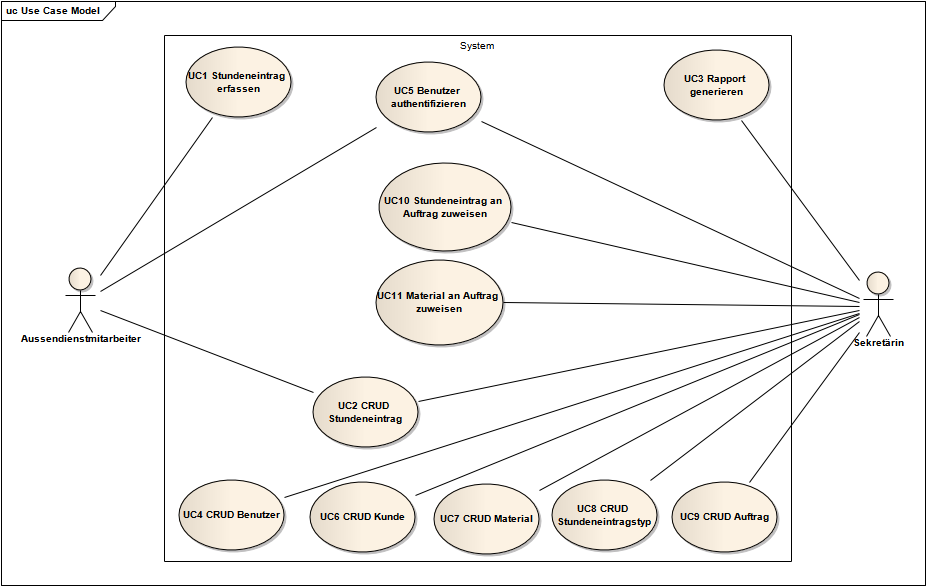 uc Use Case Model
System
UC1 Stundeneintrag
erfassen
UC5 Benutzer
authentifizieren
UC3 Rapport
generieren
UC10 Stundeneintrag an
Auftrag zuweisen
UC11 Material an Auftrag
zuweisen
Aussendienstmitarbeiter
Sekretärin
UC2 CRUD
Stundeneintrag
UC4 CRUD Benutzer
UC6 CRUD Kunde
UC7 CRUD Material
UC8 CRUD
Stundeneintragstyp
UC9 CRUD Auftrag